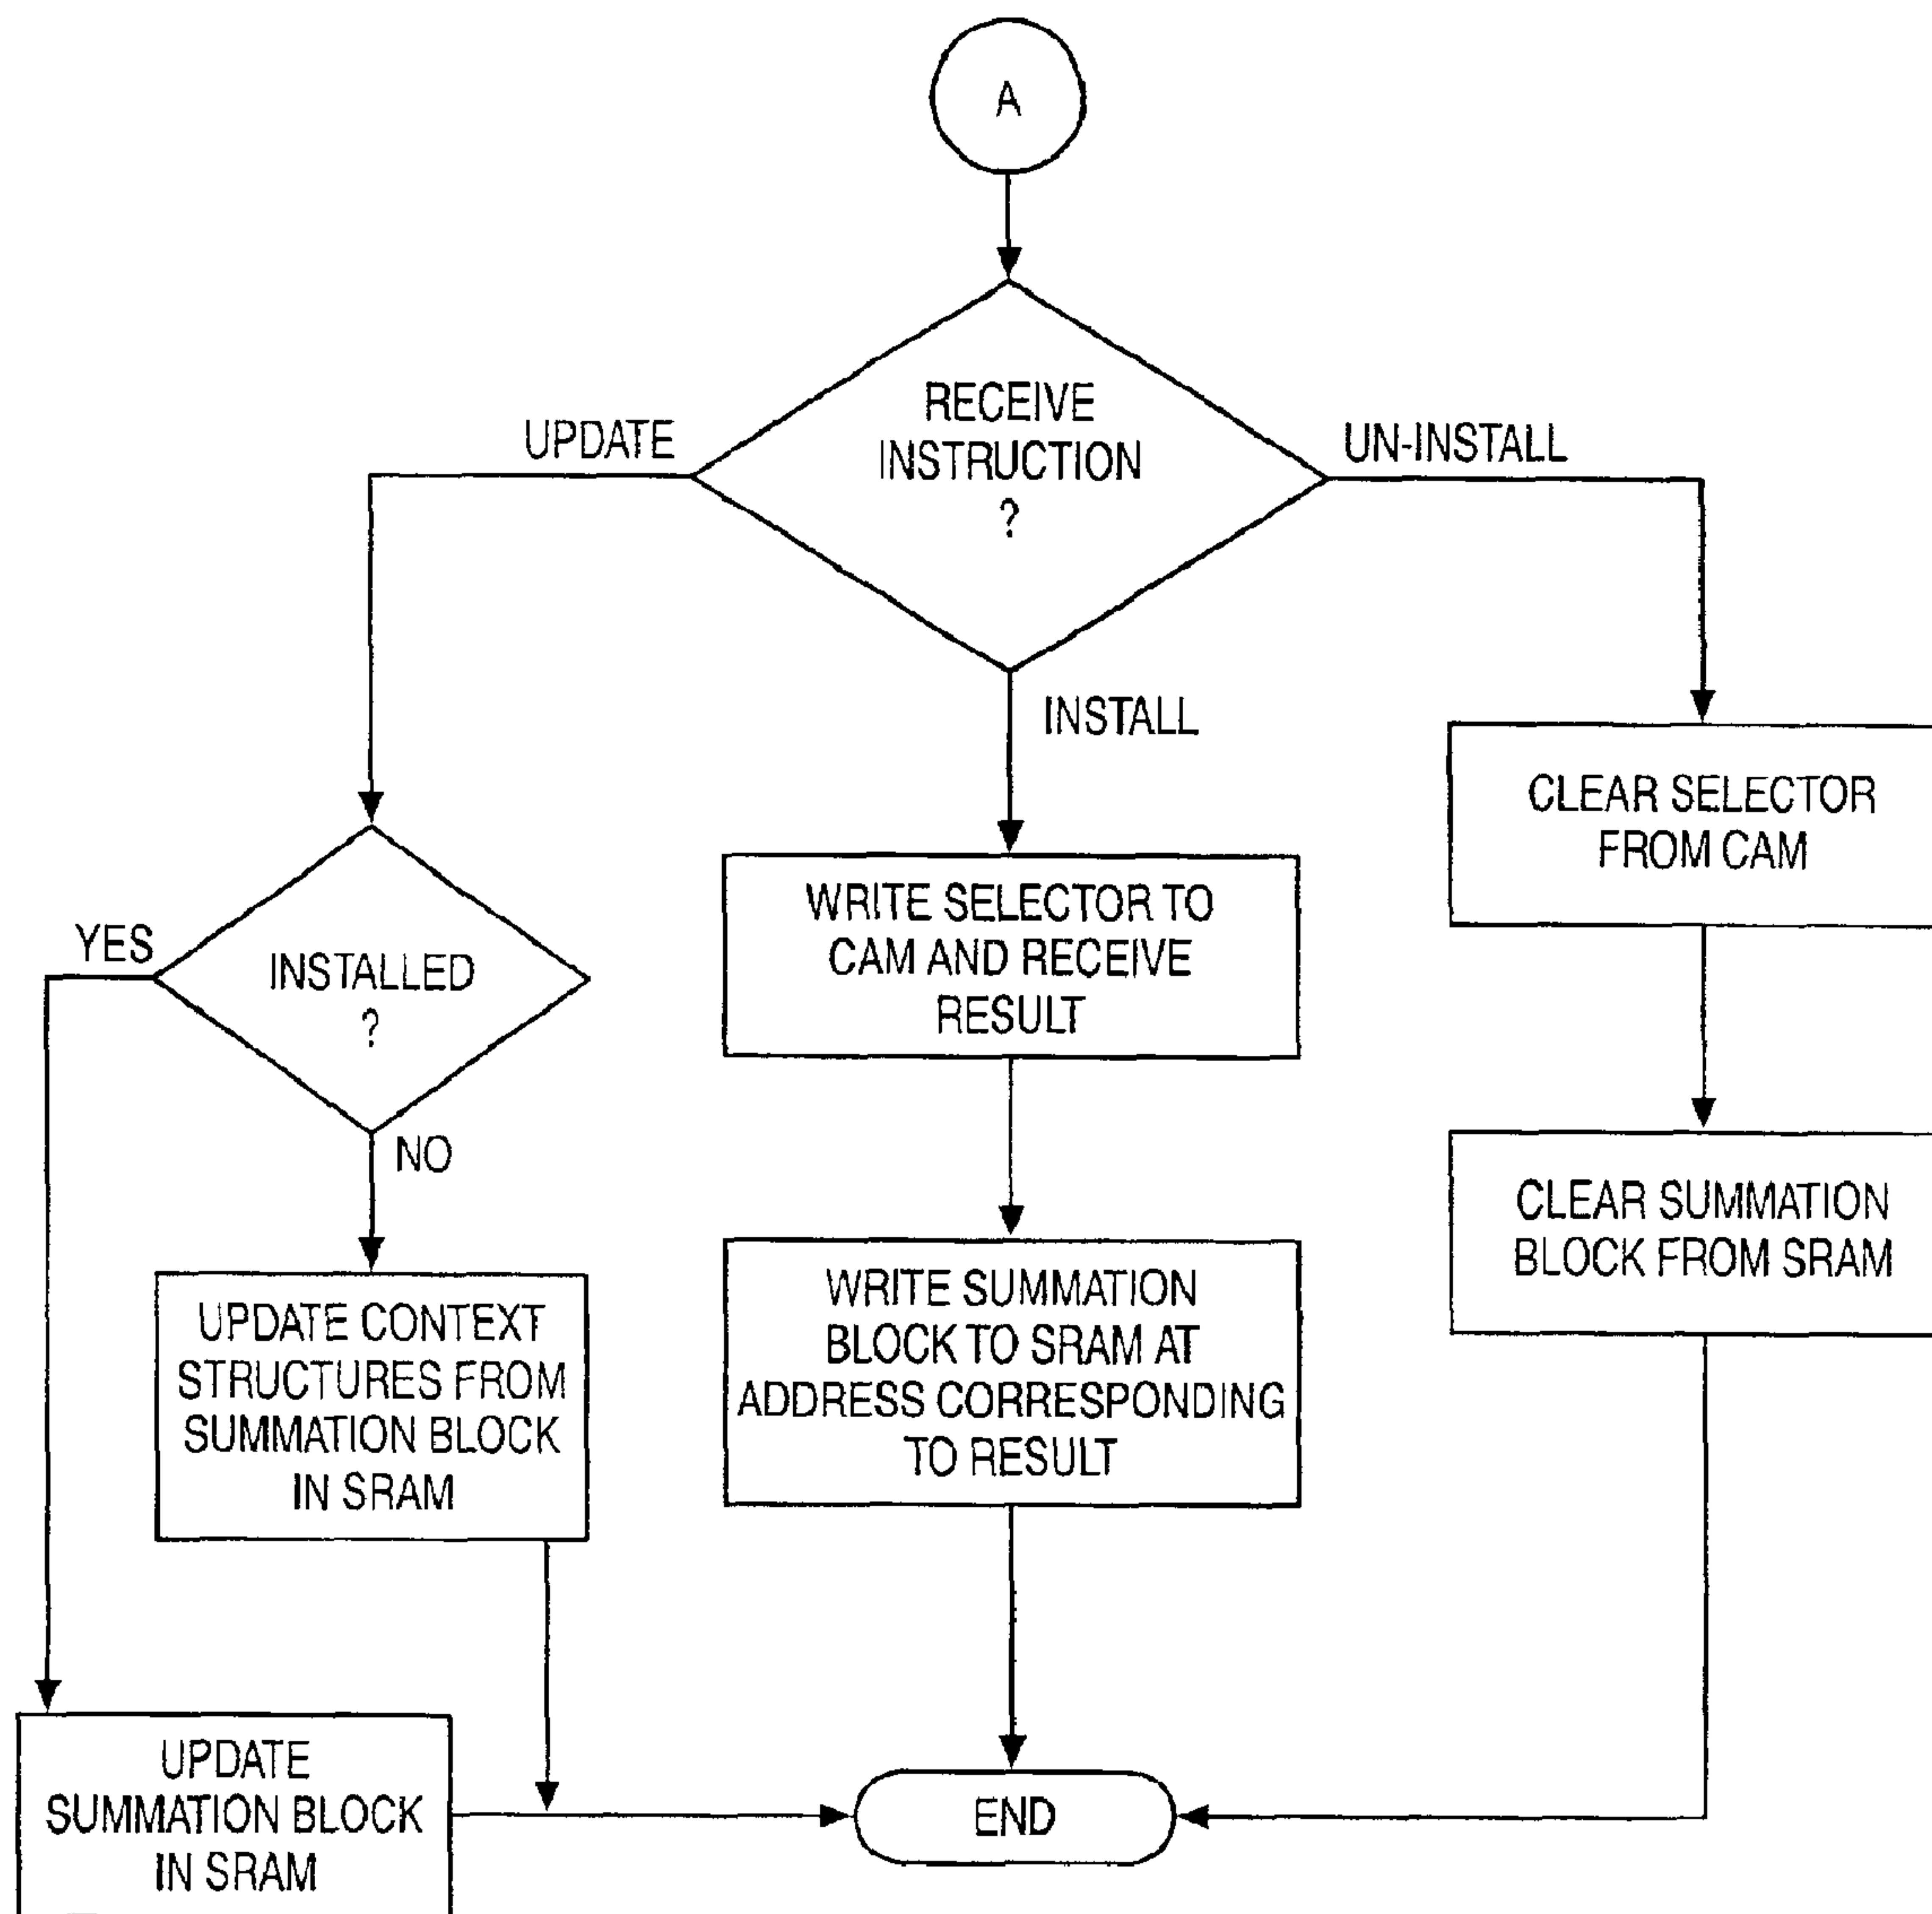 A
RECEIVE
INSTRUCTION
?
UPDATE
UN-INSTALL
INSTALL
CLEAR SELECTOR
FROM CAM
WRITE SELECTOR TO
CAM AND RECEIVE
RESULT
YES
INSTALLED
?
NO
CLEAR SUMMATION
BLOCK FROM SRAM
UPDATE CONTEXT
STRUCTURES FROM
SUMMATION BLOCK
IN SRAM
WRITE SUMMATION
BLOCK TO SRAM AT
ADDRESS CORRESPONDING
TO RESULT
UPDATE
SUMMATION BLOCK
IN SRAM
END